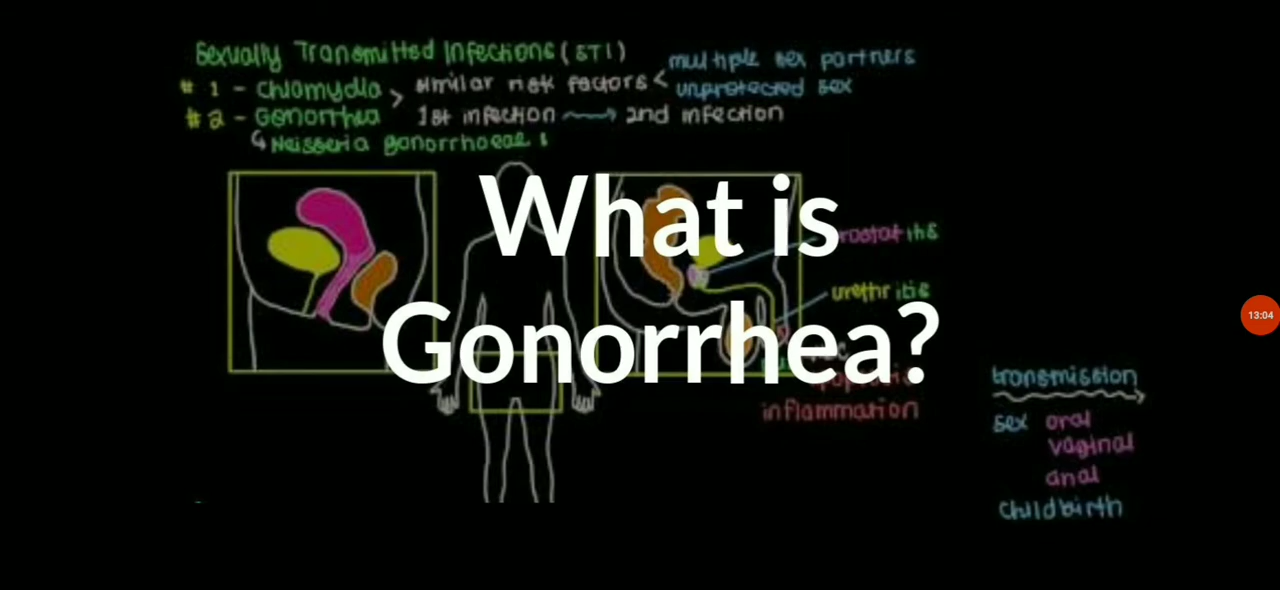 Sexually Transmitted Infections (STI)
multiple sex partners
# 1 - Chlamydia > similar risk factors < unprotected sex
# 2 - Gonorrhea 1st infection → 2nd infection
↳ Neisseria gonorrhoeae
What is
Gonorrhea?
urethritis
inflammation
transmission
sex oral
vaginal
anal
childbirth
13:04